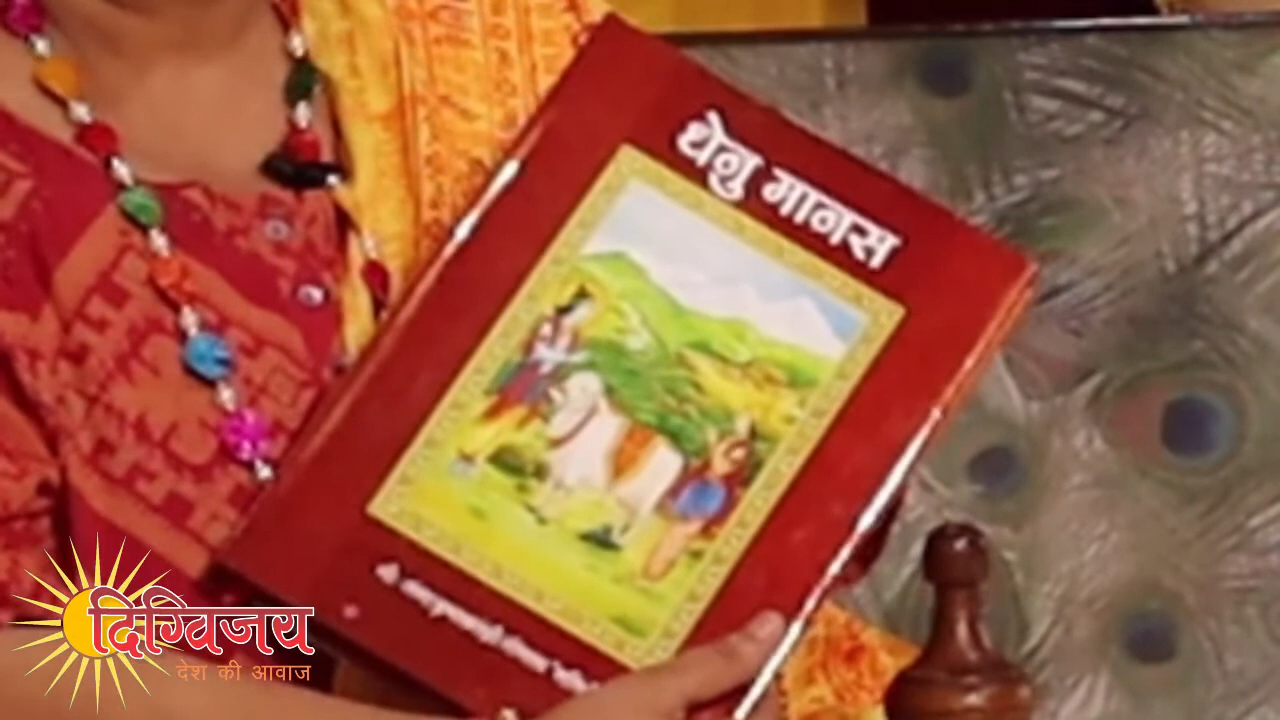 धेनु मानस
दिग्विजय
देश की आवाज